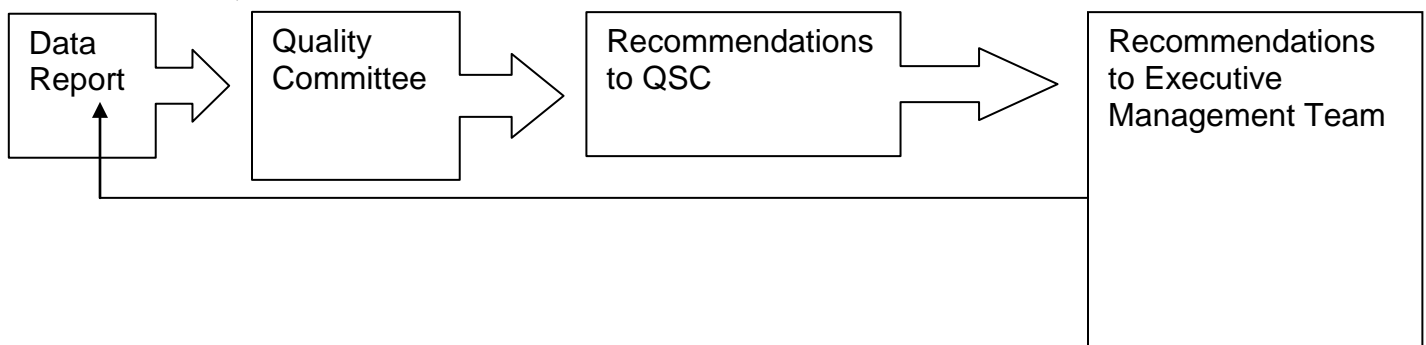 Data
Report
Quality
Committee
Recommendations
to QSC
Recommendations
to Executive
Management Team